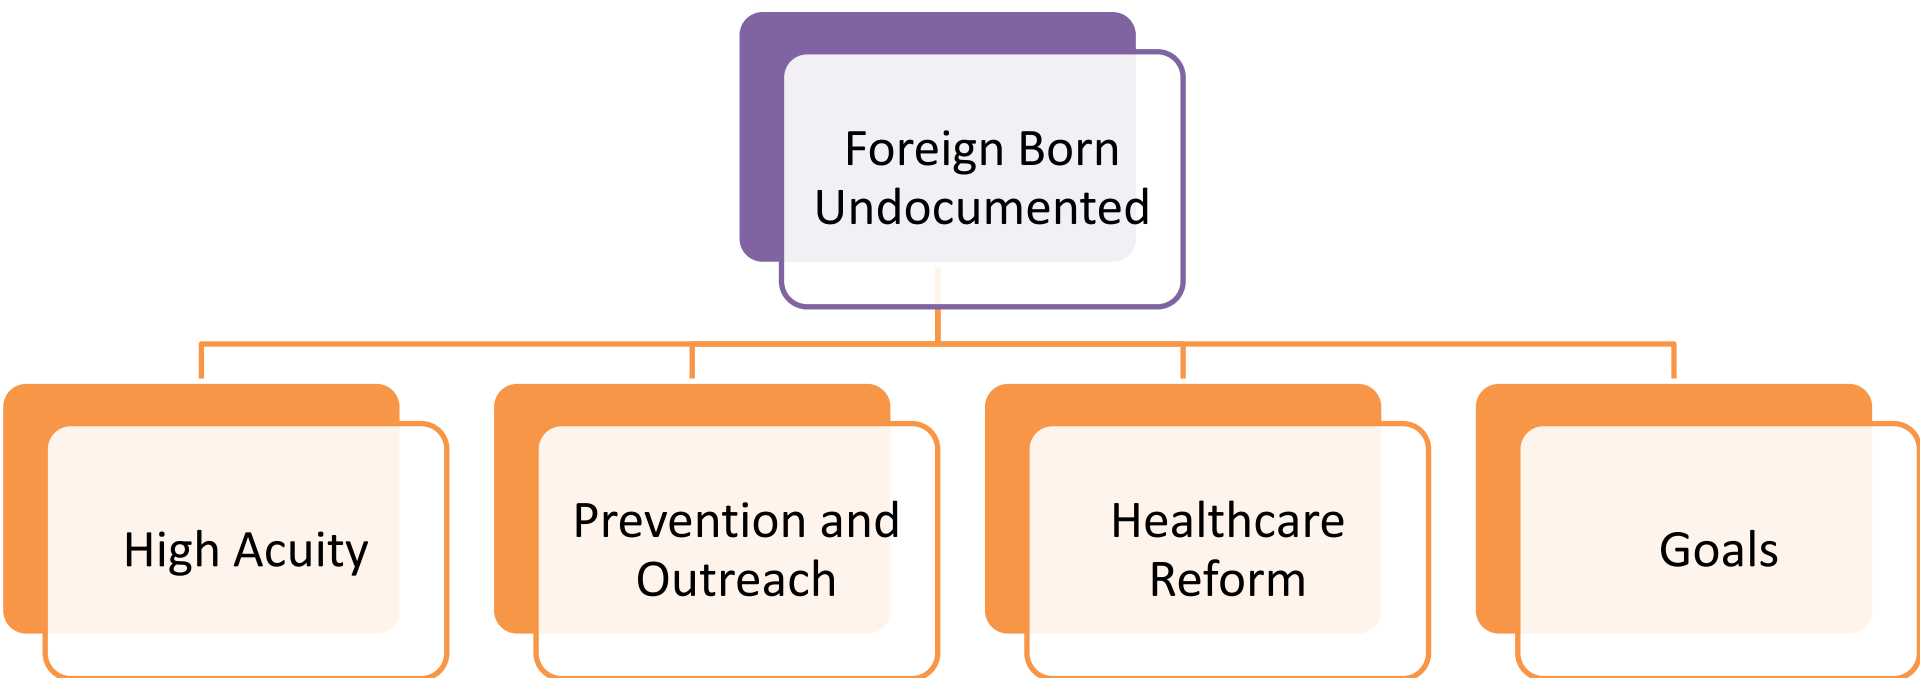 Foreign Born
Undocumented
High Acuity
Prevention and
Outreach
Healthcare
Reform
Goals